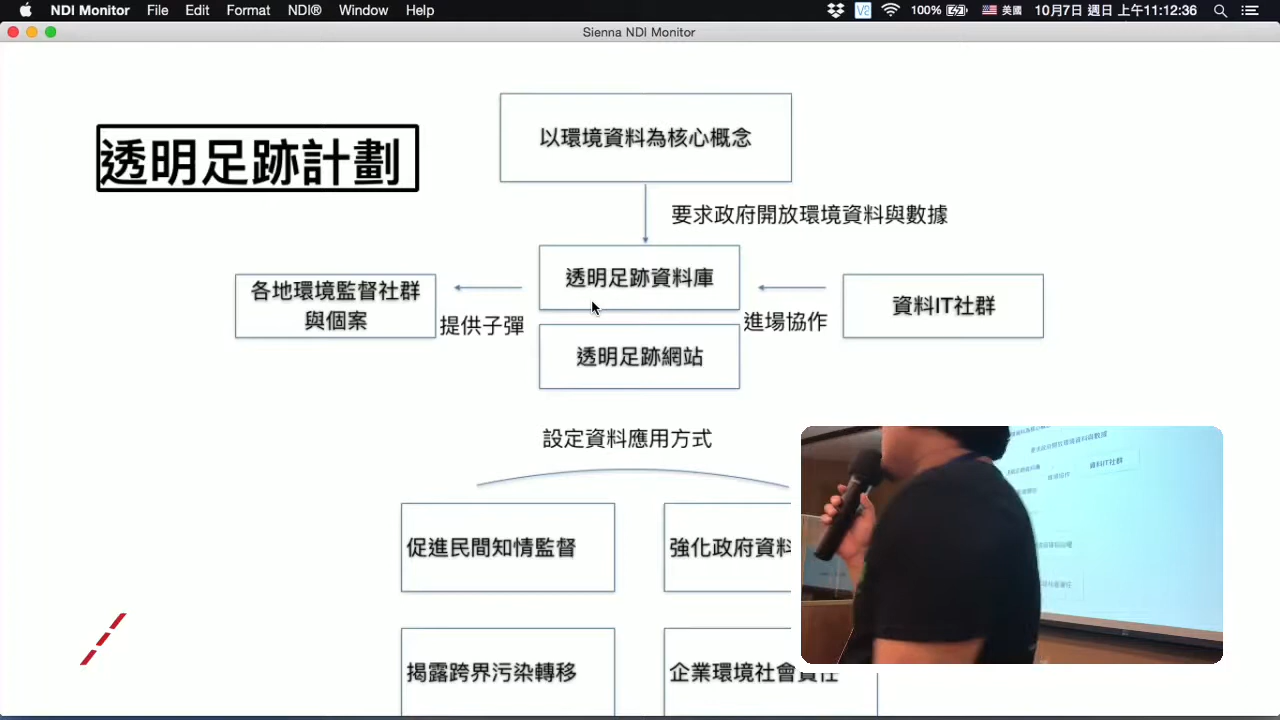 NDI Monitor File Edit Format NDI® Window Help 100% 美國 10月7日 週日 上午11:12:36
Sienna NDI Monitor
以環境資料為核心概念
透明足跡計劃
要求政府開放環境資料與數據
透明足跡資料庫
各地環境監督社群
與個案
提供子彈
進場協作
資料IT社群
透明足跡網站
設定資料應用方式
促進民間知情監督
強化政府資料
揭露跨界污染轉移
企業環境社會責任
資料IT社群